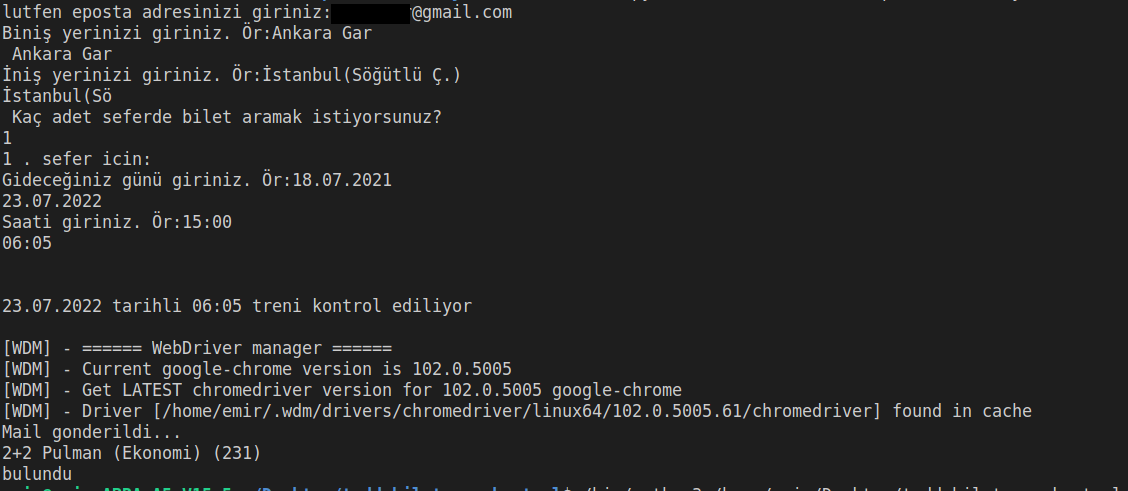 lutfen eposta adresinizi giriniz: @gmail.com
Biniş yerinizi giriniz. Ör:Ankara Gar
Ankara Gar
İniş yerinizi giriniz. Ör:İstanbul(Söğütlü Ç.)
İstanbul(Sö
Kaç adet seferde bilet aramak istiyorsunuz?
1
1 . sefer icin:
Gideceğiniz günü giriniz. Ör:18.07.2021
23.07.2022
Saati giriniz. Ör:15:00
06:05
23.07.2022 tarihli 06:05 treni kontrol ediliyor
[WDM] - ====== WebDriver manager ======
[WDM] - Current google-chrome version is 102.0.5005
[WDM] - Get LATEST chromedriver version for 102.0.5005 google-chrome
[WDM] - Driver [/home/emir/.wdm/drivers/chromedriver/linux64/102.0.5005.61/chromedriver] found in cache
Mail gonderildi...
2+2 Pulman (Ekonomi) (231)
bulundu